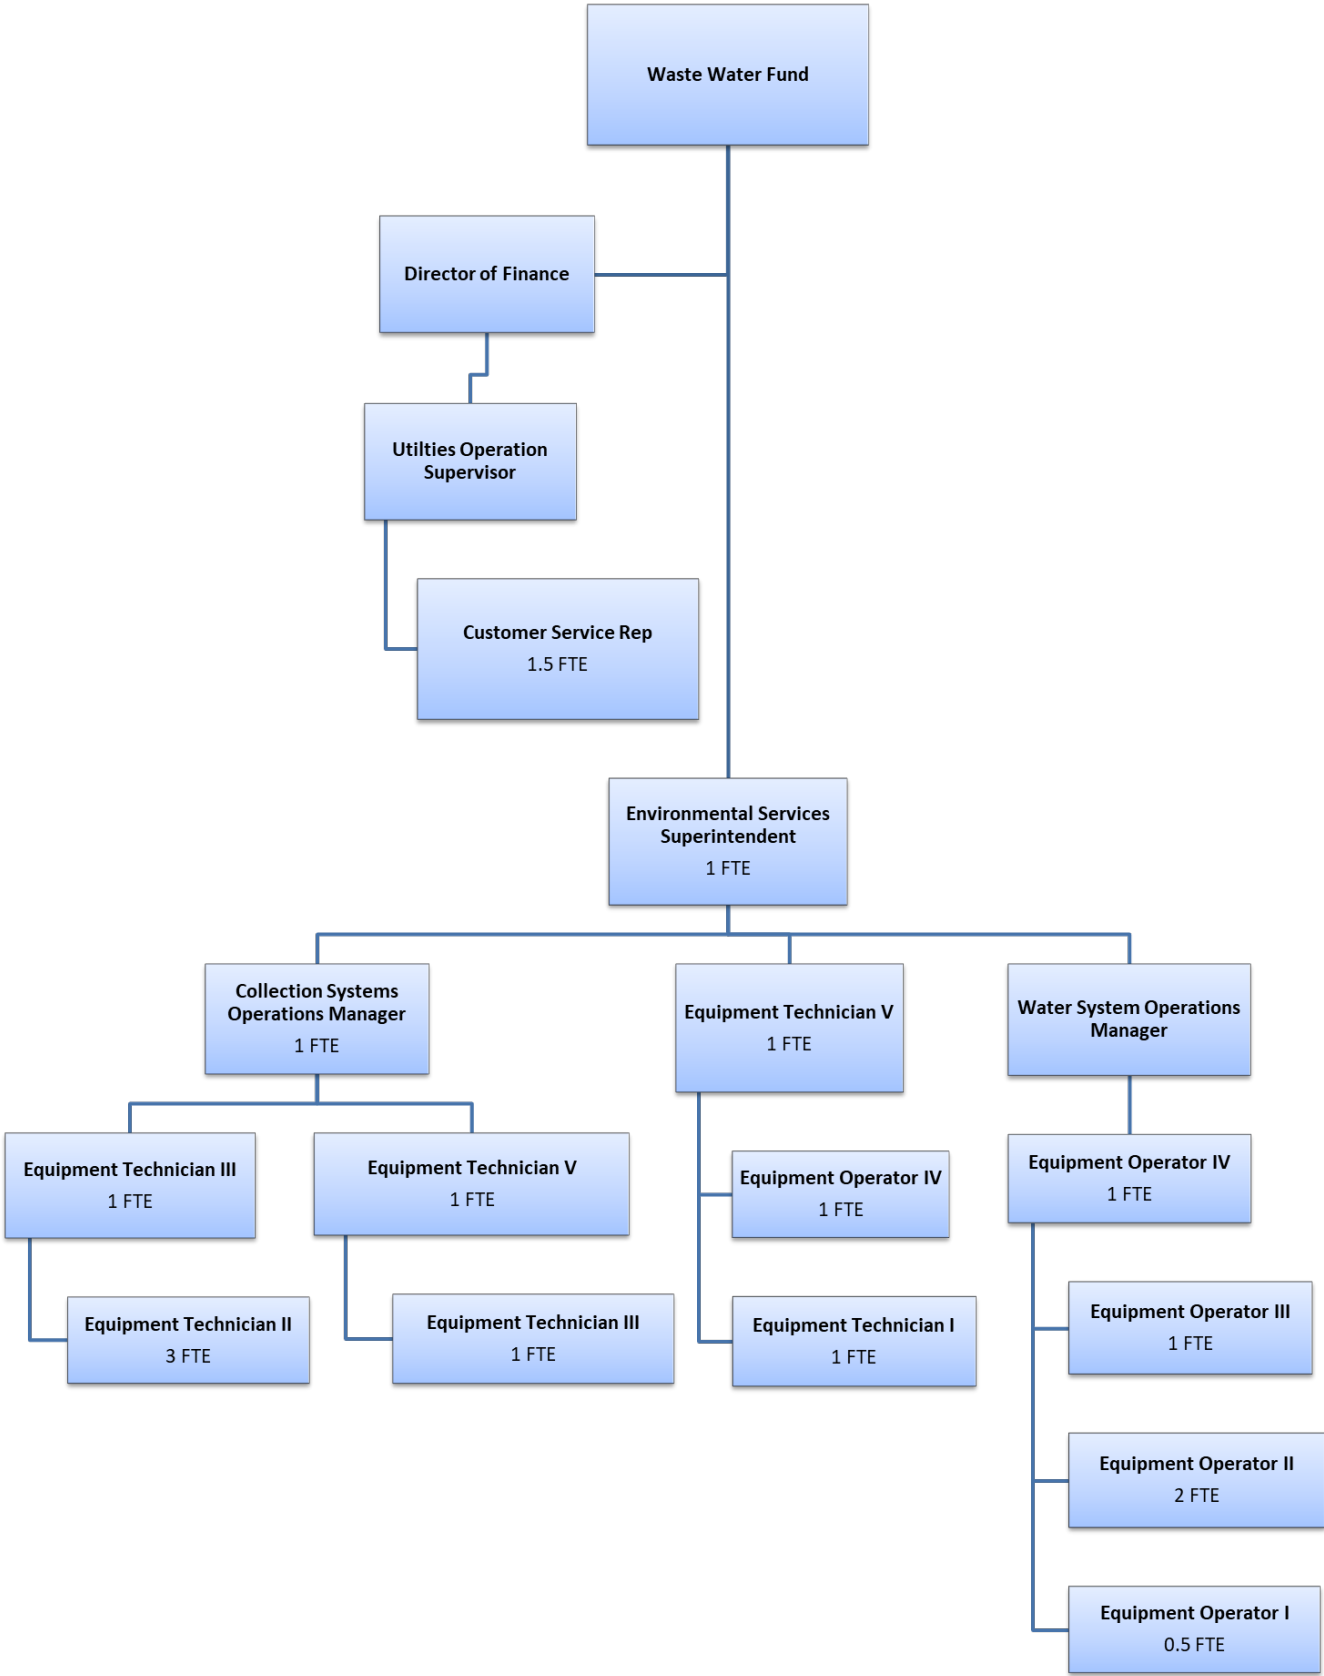 Waste Water Fund
Director of Finance
Utilties Operation
Supervisor
Customer Service Rep
1.5 FTE
Environmental Services
Superintendent
1 FTE
Collection Systems
Operations Manager
1 FTE
Equipment Technician V
1 FTE
Water System Operations
Manager
Equipment Technician III
1 FTE
Equipment Technician V
1 FTE
Equipment Operator IV
1 FTE
Equipment Operator IV
1 FTE
Equipment Technician II
3 FTE
Equipment Technician III
1 FTE
Equipment Technician I
1 FTE
Equipment Operator III
1 FTE
Equipment Operator II
2 FTE
Equipment Operator I
0.5 FTE